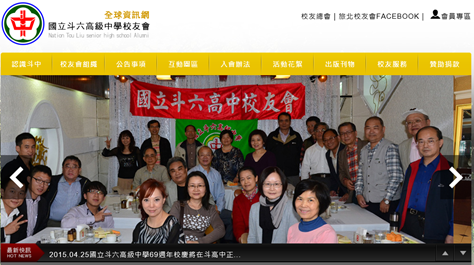 全球資訊網
國立斗六高級中學校友會
Nation Tou Liu senior high school Alumni
校友總會 | 旅北校友會FACEBOOK |
會員專區
認識斗中
校友會組織
公告事項
互動園區
入會辦法
活動花絮
出版刊物
校友服務
贊助捐款
國立斗六高中校友會
最新快訊
HOT NEWS
2015.04.25國立斗六高級中學69週年校慶將在斗高中正...